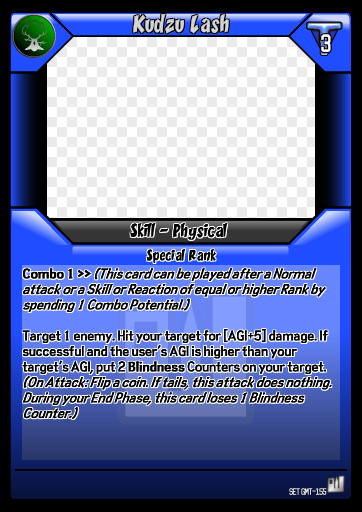 Kudzu Lash
3
Skill - Physical
Special Rank
Combo 1 >> (This card can be played after a Normal
attack or a Skill or Reaction of equal or higher Rank by
spending 1 Combo Potential.)
Target 1 enemy. Hit your target for [AGI+5] damage. If
successful and the user's AGI is higher than your
target's AGI, put 2 Blindness Counters on your target.
(On Attack: Flip a coin. If tails, this attack does nothing.
During your End Phase, this card loses 1 Blindness
Counter.)
SET GMT-155